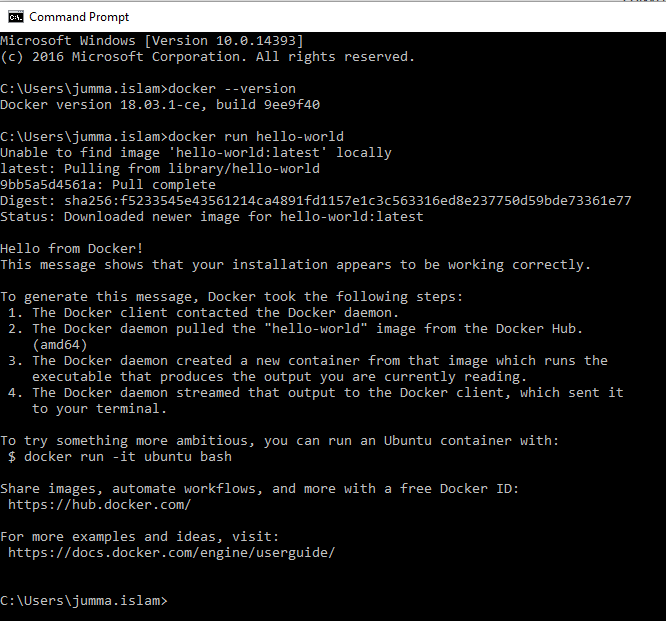 Command Prompt
Microsoft Windows [Version 10.0.14393]
(c) 2016 Microsoft Corporation. All rights reserved.
C:\Users\jumma.islam>docker --version
Docker version 18.03.1-ce, build 9ee9f40
C:\Users\jumma.islam>docker run hello-world
Unable to find image 'hello-world:latest' locally
latest: Pulling from library/hello-world
9bb5a5d4561a: Pull complete
Digest: sha256:f5233545e43561214ca4891fd1157e1c3c563316ed8e237750d59bde73361e77
Status: Downloaded newer image for hello-world:latest
Hello from Docker!
This message shows that your installation appears to be working correctly.
To generate this message, Docker took the following steps:
1. The Docker client contacted the Docker daemon.
2. The Docker daemon pulled the "hello-world" image from the Docker Hub.
(amd64)
3. The Docker daemon created a new container from that image which runs the
executable that produces the output you are currently reading.
4. The Docker daemon streamed that output to the Docker client, which sent it
to your terminal.
To try something more ambitious, you can run an Ubuntu container with:
$ docker run -it ubuntu bash
Share images, automate workflows, and more with a free Docker ID:
https://hub.docker.com/
For more examples and ideas, visit:
https://docs.docker.com/engine/userguide/
C:\Users\jumma.islam>